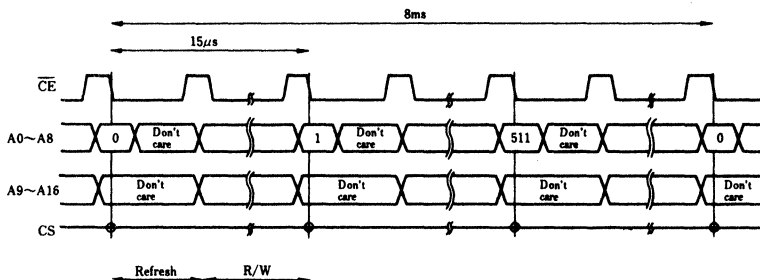 8ms
15μs
CE
A0~A8 0 Don't care 1 Don't care 511 Don't care 0
A9~A16 Don't care Don't care Don't care Don't care
CS
Refresh R/W